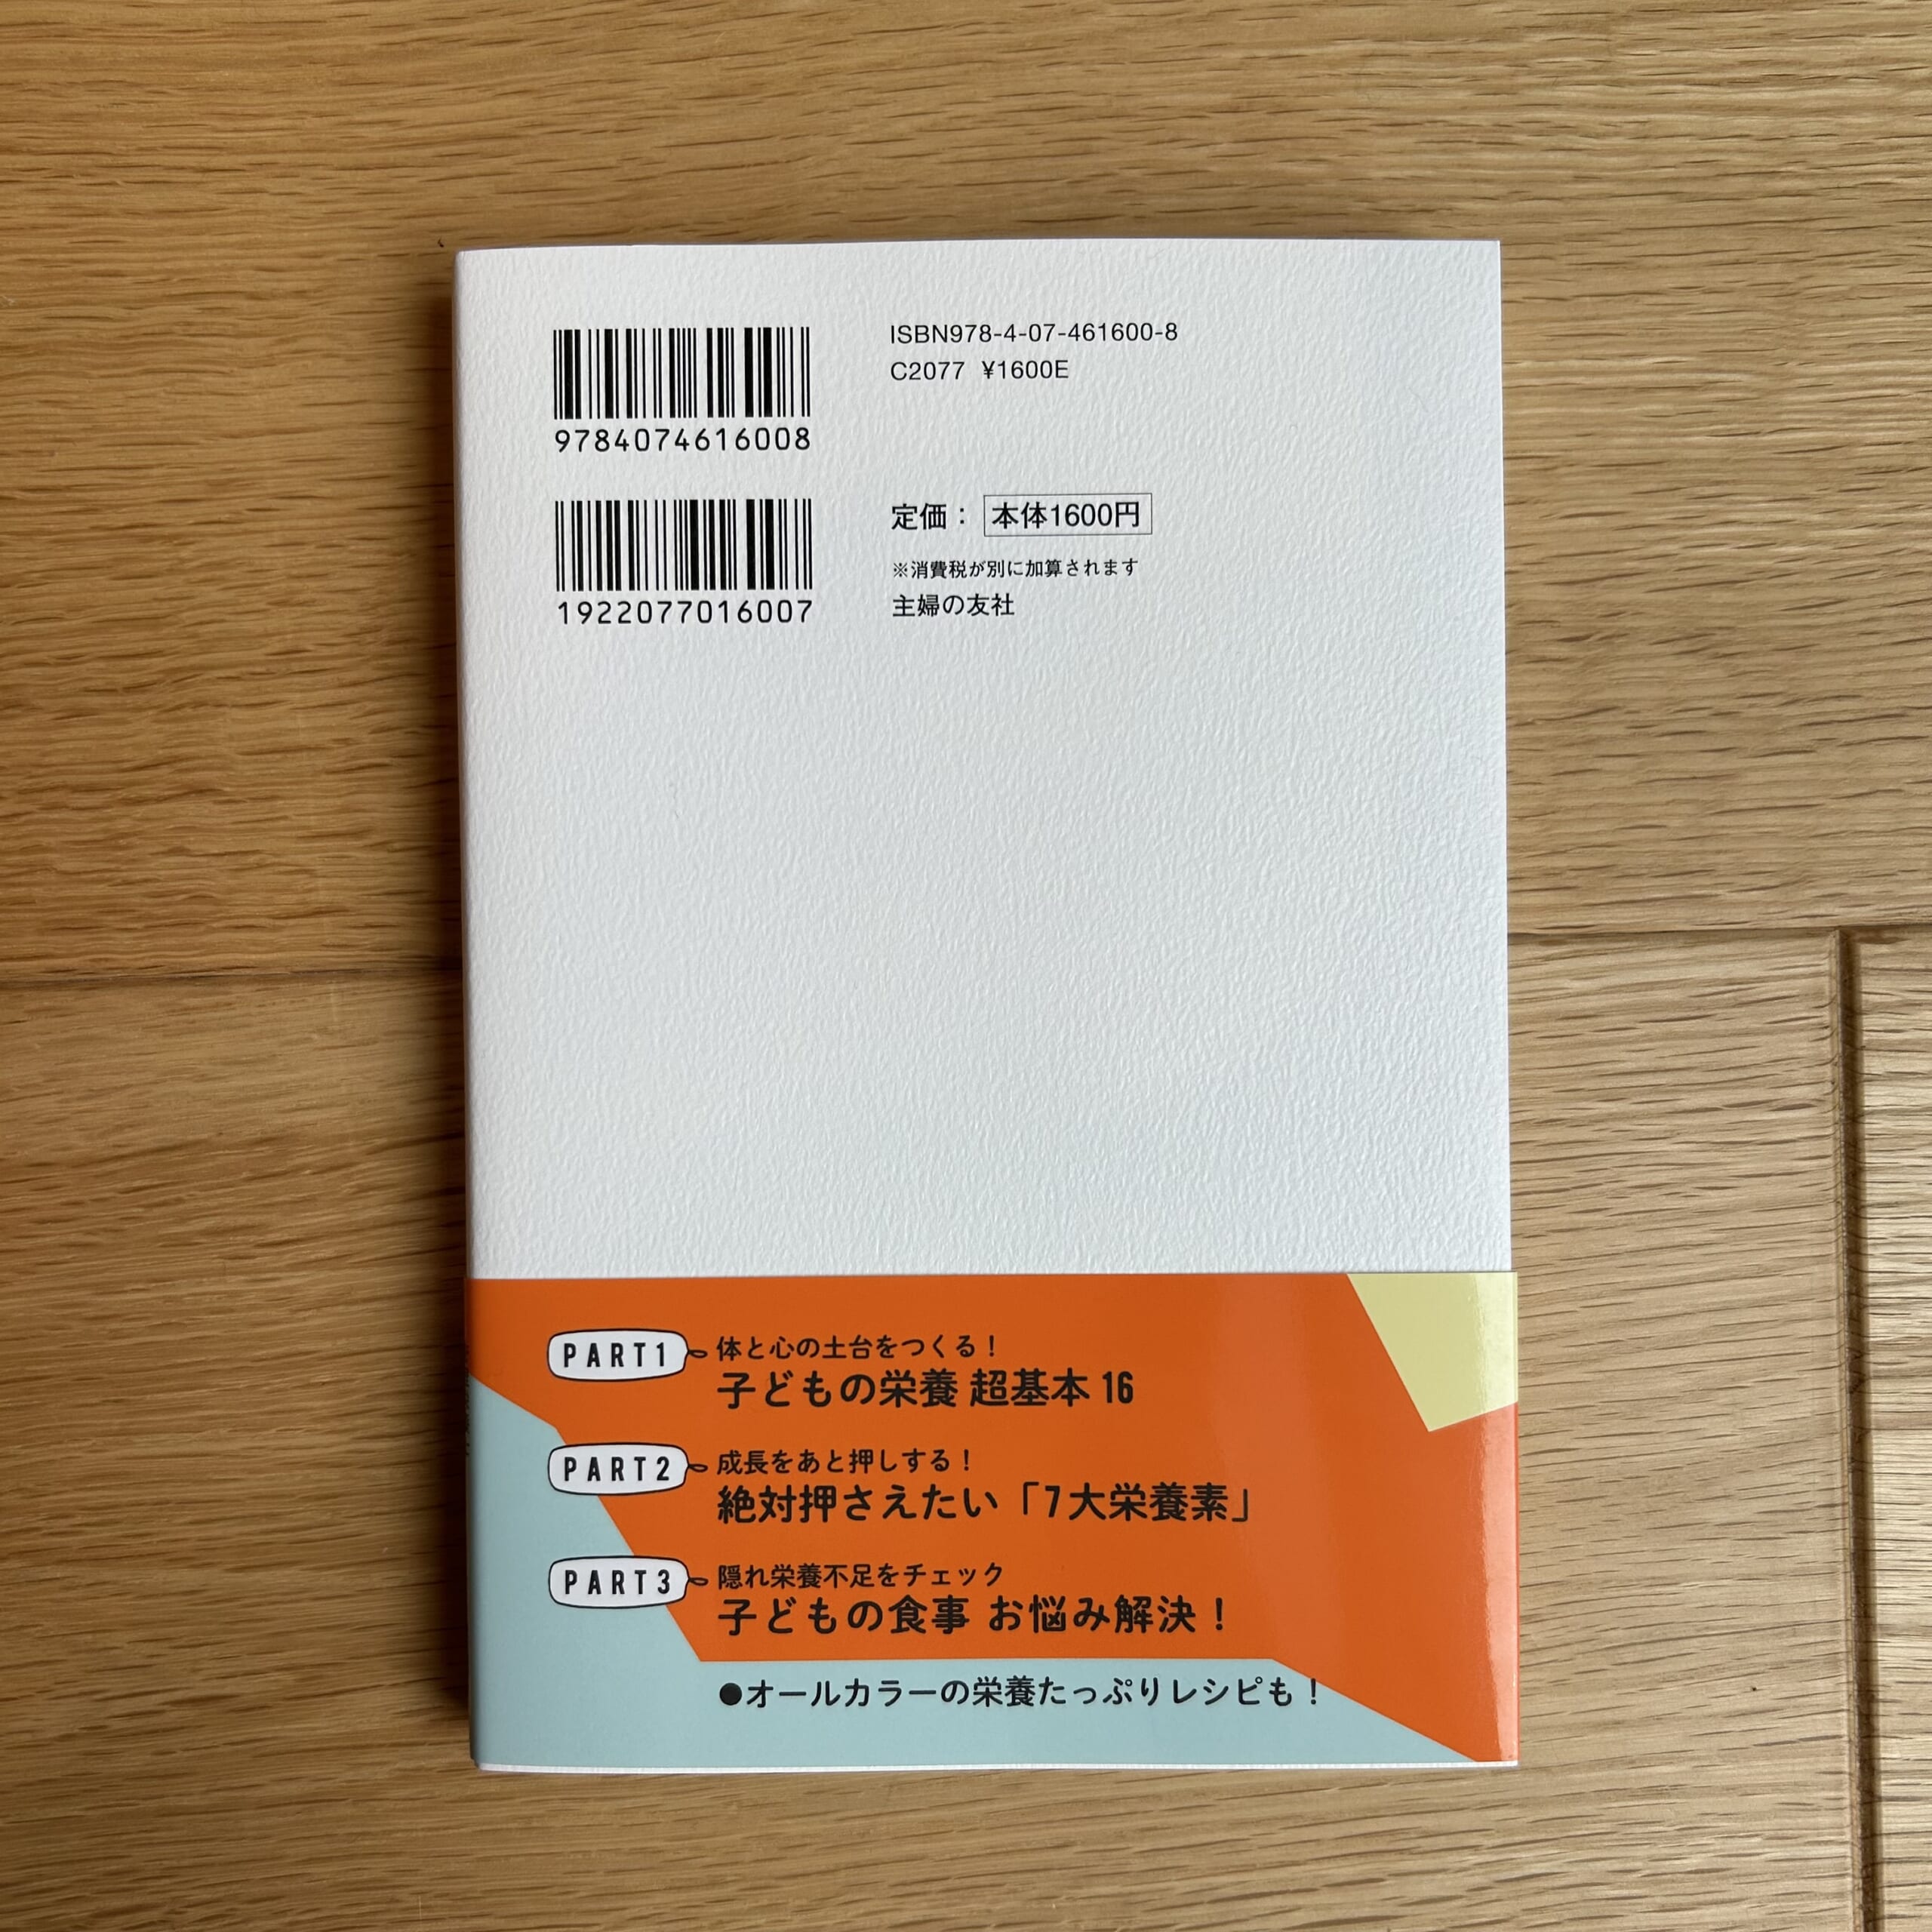 ISBN978-4-07-461600-8
C2077 ¥1600E
9784074616008
定価： 本体1600円
※消費税が別に加算されます
主婦の友社
1922077016007
PART1 体と心の土台をつくる！
子どもの栄養 超基本 16
PART2 成長をあと押しする！
絶対押さえたい「7大栄養素」
PART3 隠れ栄養不足をチェック
子どもの食事 お悩み解決！
●オールカラーの栄養たっぷりレシピも！